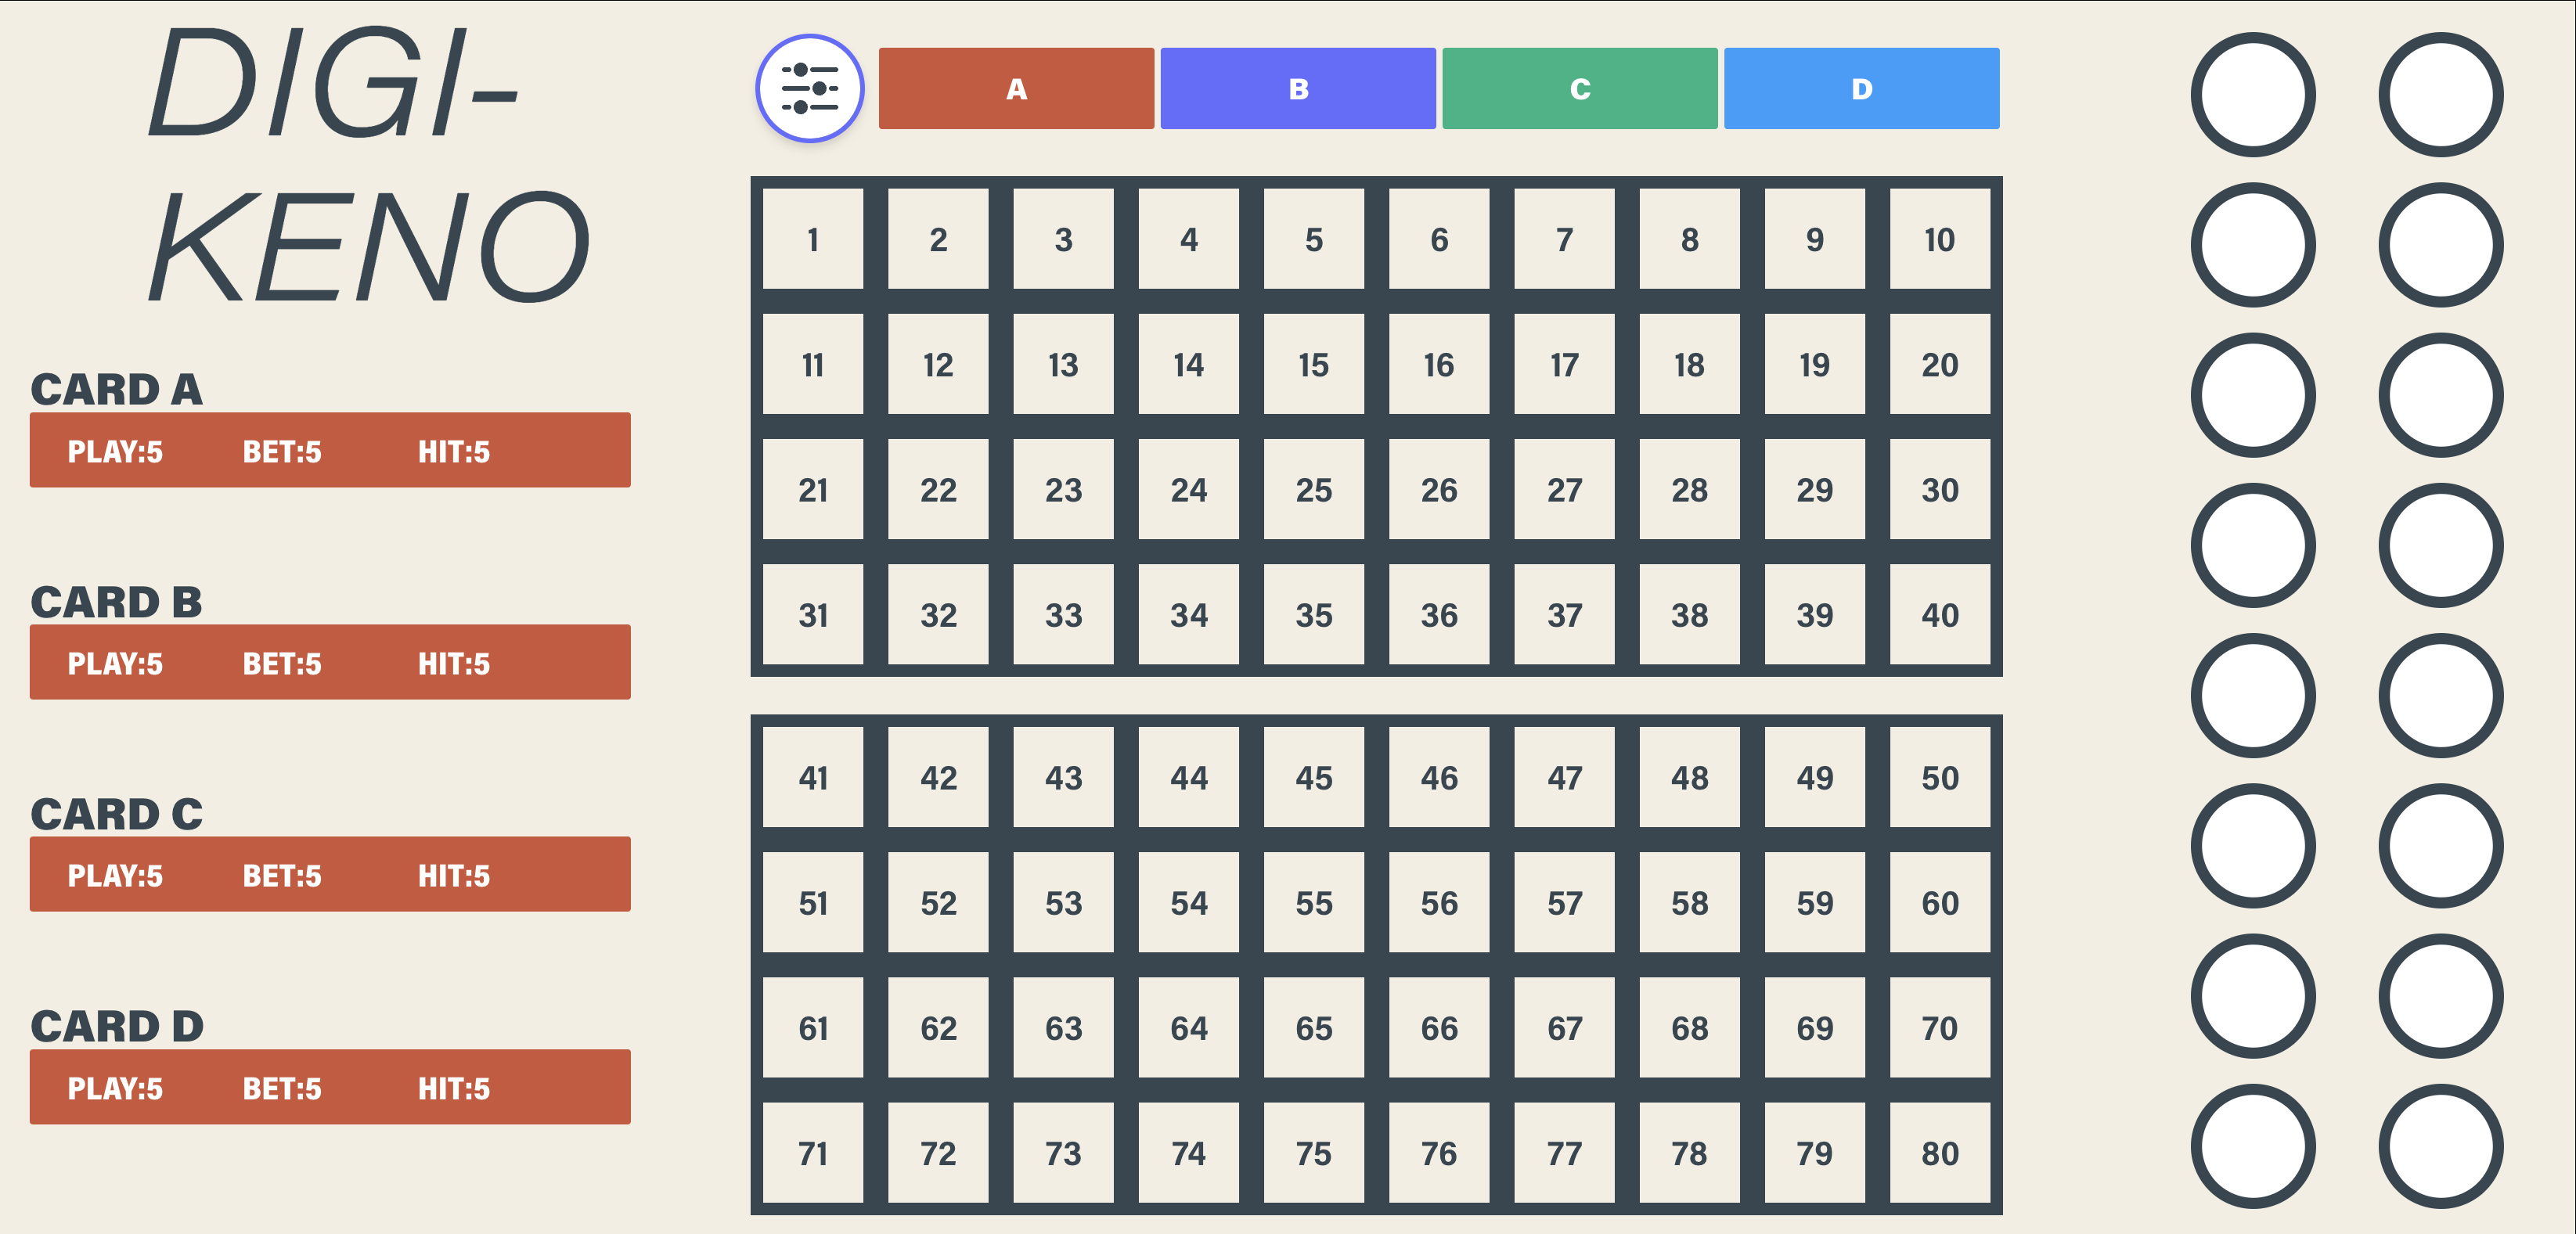 DIGI-
KENO
CARD A
PLAY:5 BET:5 HIT:5
CARD B
PLAY:5 BET:5 HIT:5
CARD C
PLAY:5 BET:5 HIT:5
CARD D
PLAY:5 BET:5 HIT:5
A B C D
1 2 3 4 5 6 7 8 9 10
11 12 13 14 15 16 17 18 19 20
21 22 23 24 25 26 27 28 29 30
31 32 33 34 35 36 37 38 39 40
41 42 43 44 45 46 47 48 49 50
51 52 53 54 55 56 57 58 59 60
61 62 63 64 65 66 67 68 69 70
71 72 73 74 75 76 77 78 79 80